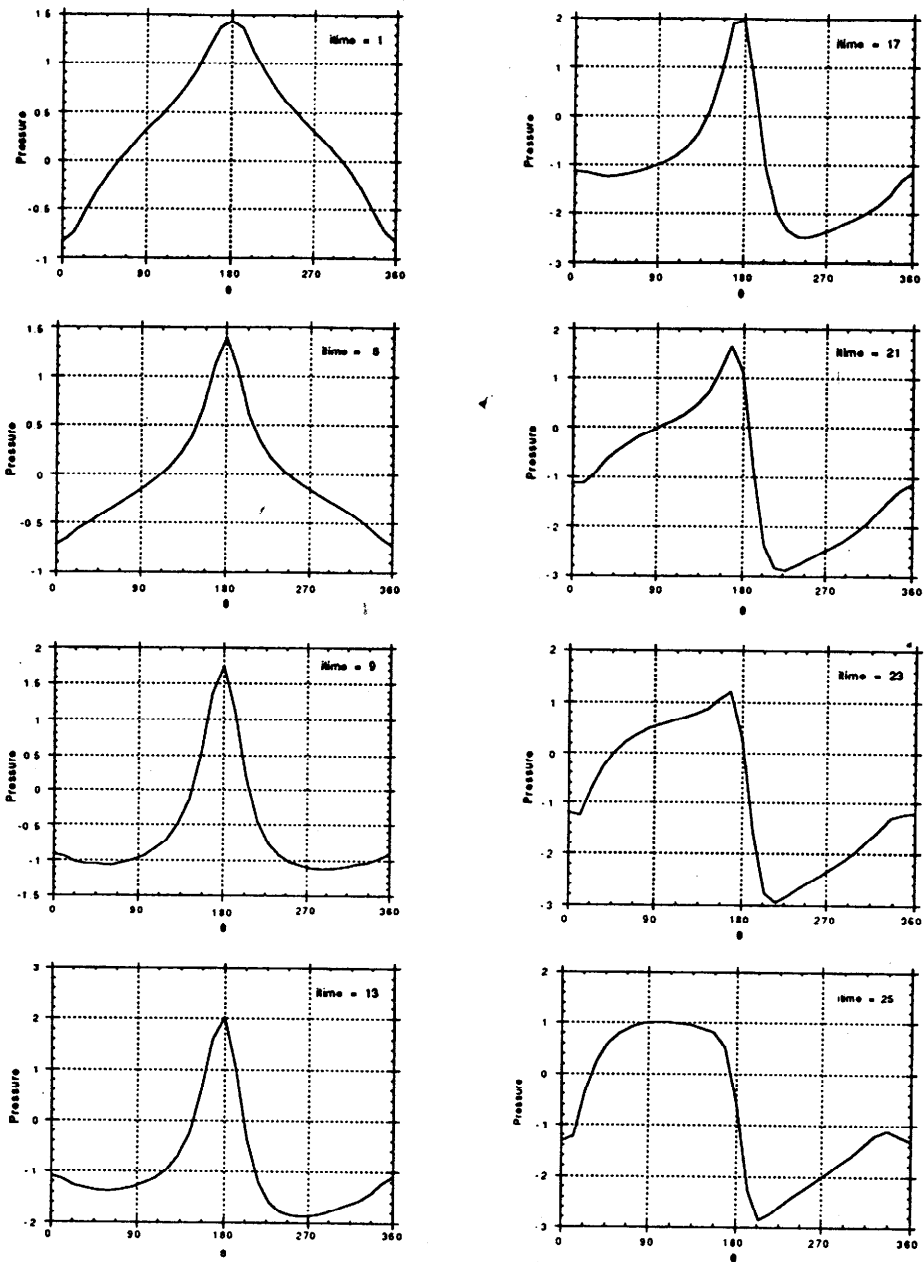 1.5
1
0.5
0
-0.5
-1
Pressure
itime = 1
0 90 180 270 360
θ
1.5
1
0.5
0
-0.5
-1
Pressure
itime =
0 90 180 270 360
θ
2
1.5
1
0.5
0
-0.5
-1
-1.5
Pressure
itime = 9
0 90 180 270 360
θ
3
2
1
0
-1
-2
Pressure
itime = 13
0 90 180 270 360
θ
2
1
0
-1
-2
-3
Pressure
itime = 17
0 90 180 270 360
θ
2
1
0
-1
-2
-3
Pressure
itime = 21
0 90 180 270 360
θ
2
1
0
-1
-2
-3
Pressure
itime = 23
0 90 180 270 360
θ
2
1
0
-1
-2
-3
Pressure
itime = 25
0 90 180 270 360
θ